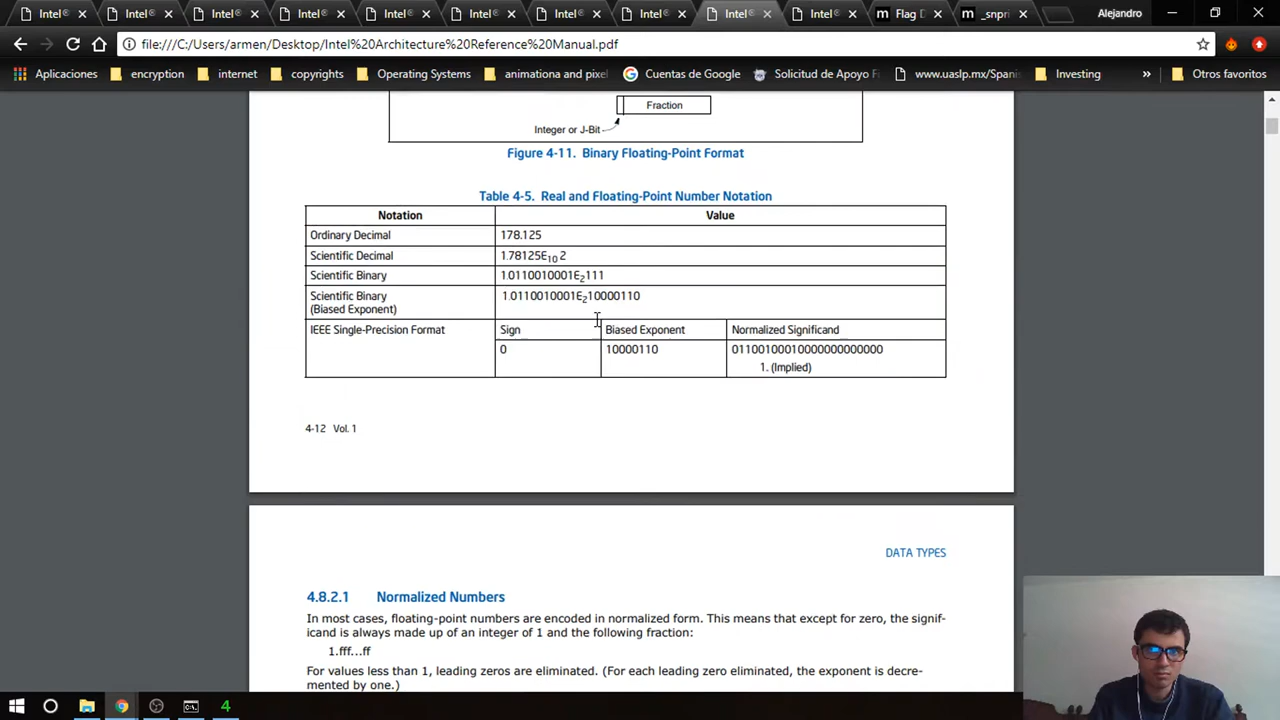 Intel®
Intel®
Intel®
Intel®
Intel®
Intel®
Intel®
Intel®
Intel®
Intel®
Flag D
_snpri
Alejandro
file:///C:/Users/armen/Desktop/Intel%20Architecture%20Reference%20Manual.pdf
Aplicaciones
encryption
internet
copyrights
Operating Systems
animationa and pixel
Cuentas de Google
Solicitud de Apoyo Fi
www.uaslp.mx/Spani
Investing
»
Otros favoritos
Fraction
Integer or J-Bit
Figure 4-11. Binary Floating-Point Format
Table 4-5. Real and Floating-Point Number Notation
Notation Value
Ordinary Decimal 178.125
Scientific Decimal 1.78125E10 2
Scientific Binary 1.0110010001E2111
Scientific Binary 1.0110010001E210000110
(Biased Exponent)
IEEE Single-Precision Format Sign Biased Exponent Normalized Significand
0 10000110 01100100010000000000000
1. (Implied)
4-12 Vol. 1
DATA TYPES
4.8.2.1 Normalized Numbers
In most cases, floating-point numbers are encoded in normalized form. This means that except for zero, the signif-
icand is always made up of an integer of 1 and the following fraction:
1.fff...ff
For values less than 1, leading zeros are eliminated. (For each leading zero eliminated, the exponent is decre-
mented by one.)
4